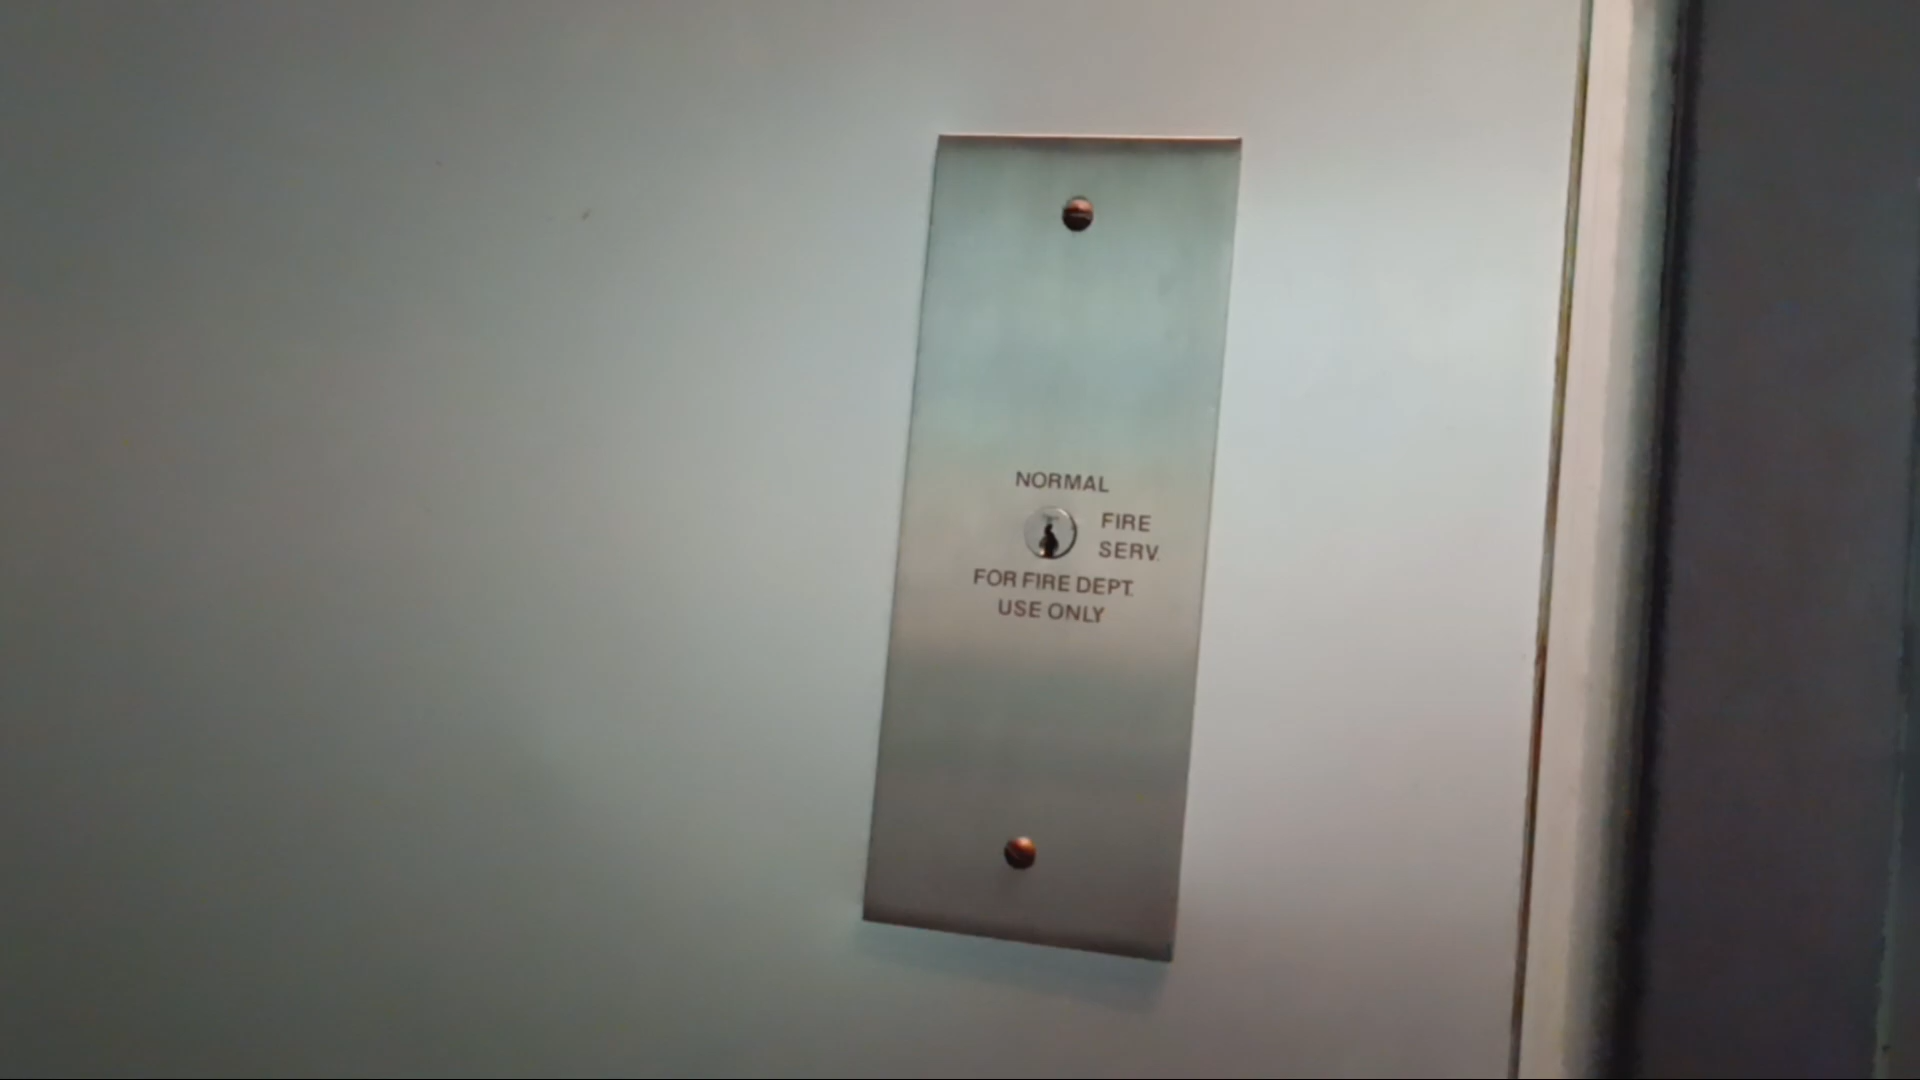 NORMAL
FIRE
SERV.
FOR FIRE DEPT.
USE ONLY